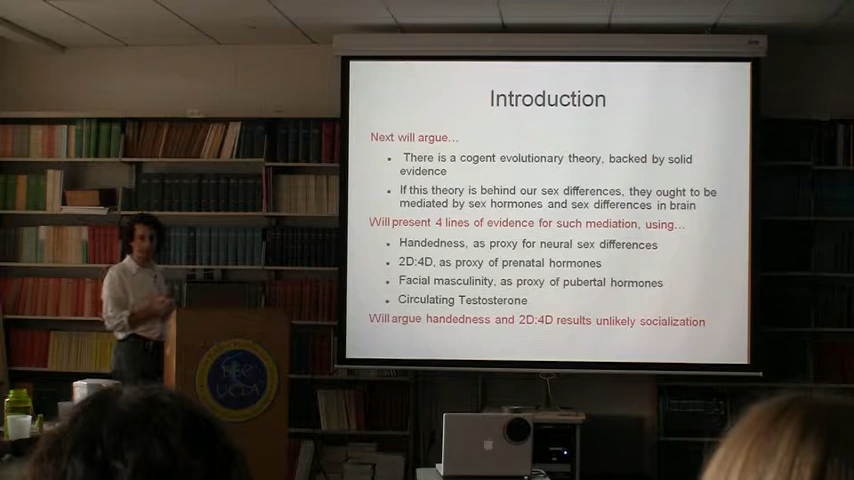 Introduction
Next will argue...
There is a cogent evolutionary theory, backed by solid
evidence
If this theory is behind our sex differences, they ought to be
mediated by sex hormones and sex differences in brain
Will present 4 lines of evidence for such mediation, using...
Handedness, as proxy for neural sex differences
2D:4D, as proxy of prenatal hormones
Facial masculinity, as proxy of pubertal hormones
Circulating Testosterone
Will argue handedness and 2D:4D results unlikely socialization
UCLA